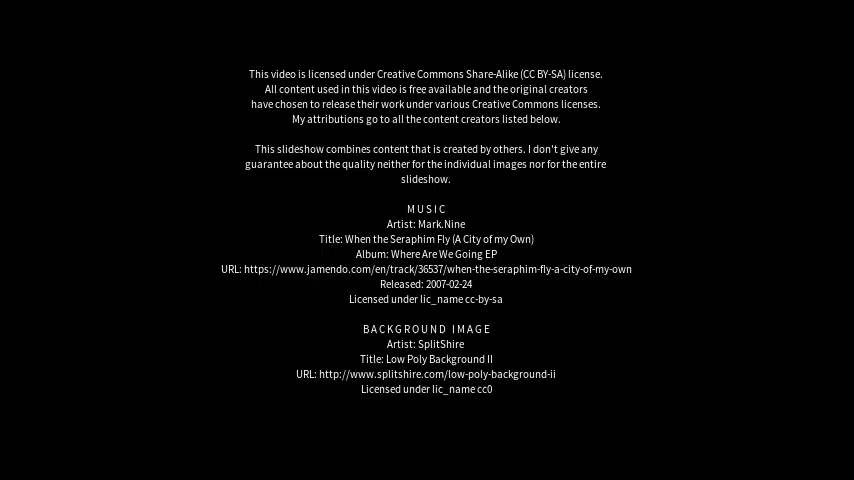 This video is licensed under Creative Commons Share-Alike (CC BY-SA) license.
All content used in this video is free available and the original creators
have chosen to release their work under various Creative Commons licenses.
My attributions go to all the content creators listed below.
This slideshow combines content that is created by others. I don't give any
guarantee about the quality neither for the individual images nor for the entire
slideshow.
MUSIC
Artist: Mark.Nine
Title: When the Seraphim Fly (A City of my Own)
Album: Where Are We Going EP
URL: https://www.jamendo.com/en/track/36537/when-the-seraphim-fly-a-city-of-my-own
Released: 2007-02-24
Licensed under lic_name cc-by-sa
BACKGROUND IMAGE
Artist: SplitShire
Title: Low Poly Background II
URL: http://www.splitshire.com/low-poly-background-ii
Licensed under lic_name cc0